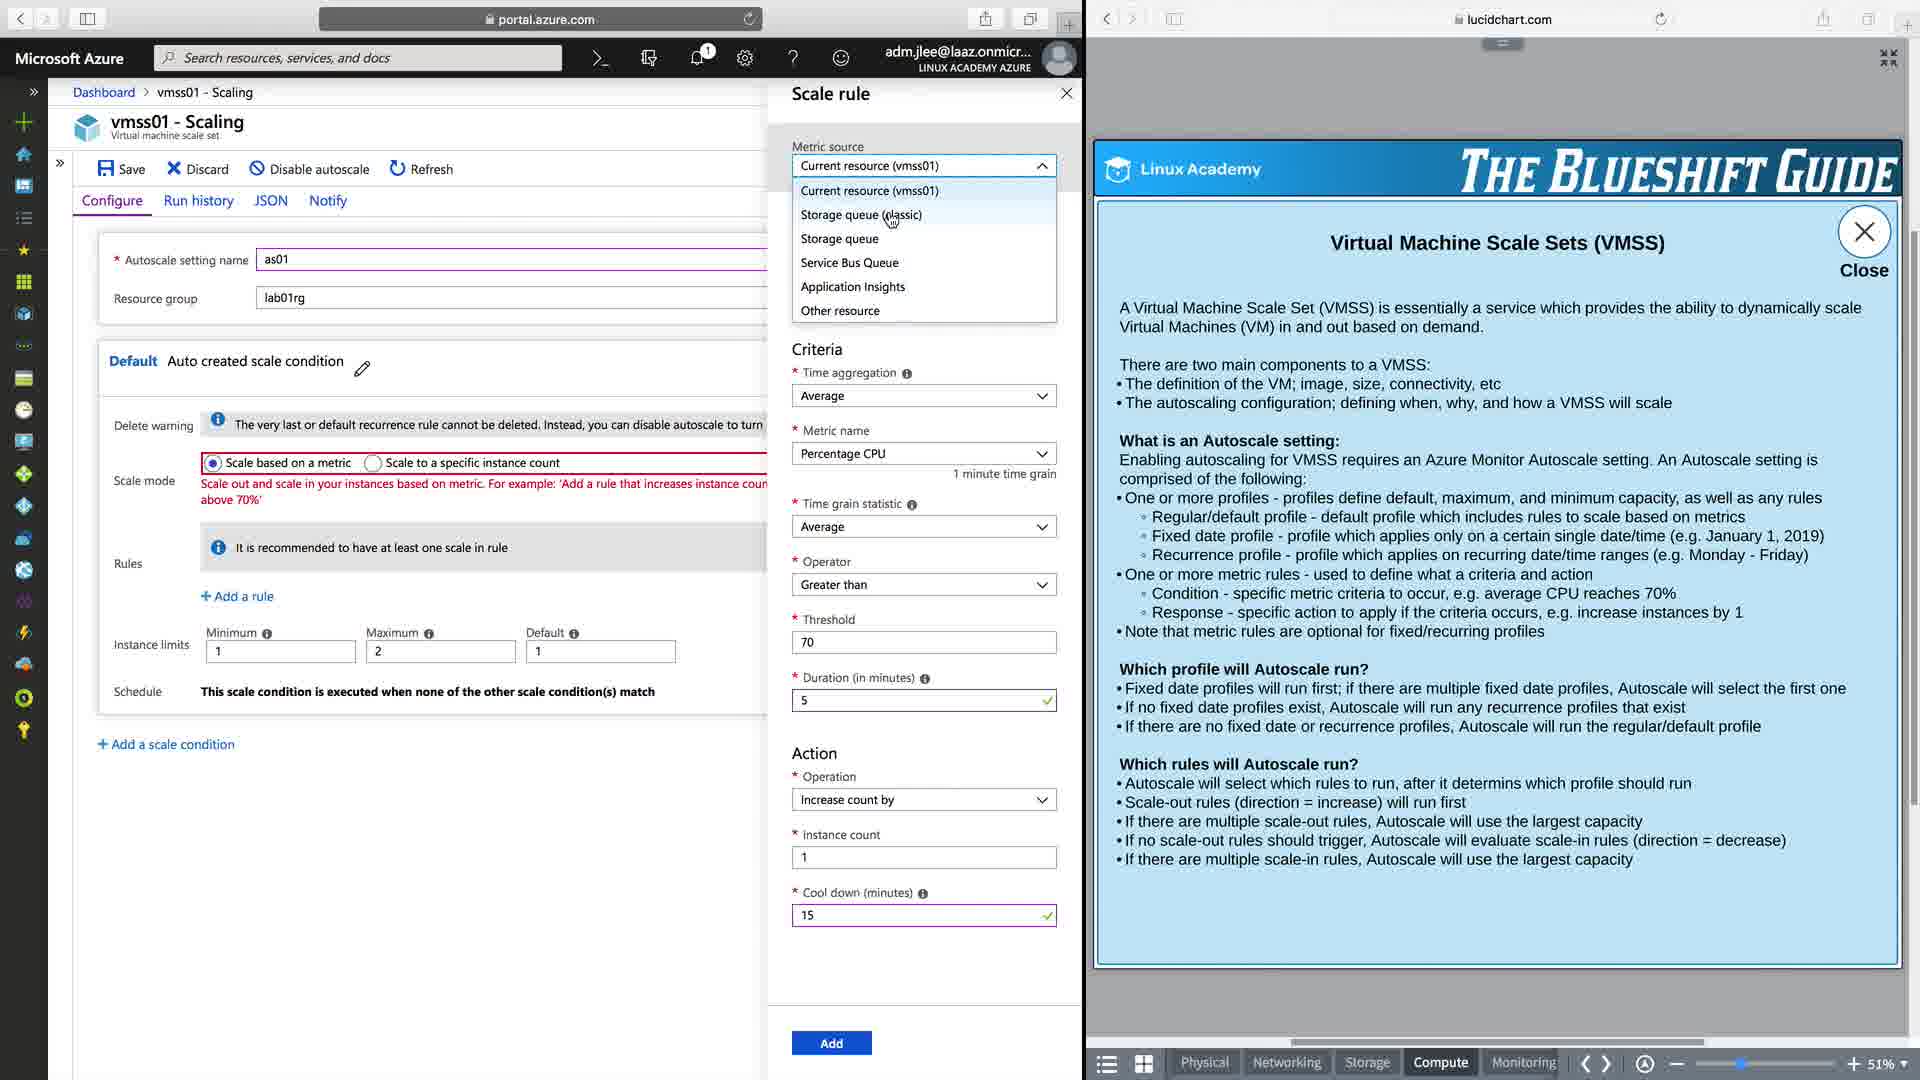 portal.azure.com
Microsoft Azure
Search resources, services, and docs
1
adm.jlee@laaz.onmicr...
LINUX ACADEMY AZURE
Dashboard > vmss01 - Scaling
vmss01 - Scaling
Virtual machine scale set
Save Discard Disable autoscale Refresh
Configure Run history JSON Notify
* Autoscale setting name as01
Resource group lab01rg
Default Auto created scale condition
Delete warning The very last or default recurrence rule cannot be deleted. Instead, you can disable autoscale to turn
Scale mode
Scale based on a metric Scale to a specific instance count
Scale out and scale in your instances based on metric. For example: 'Add a rule that increases instance coun
above 70%'
Rules
It is recommended to have at least one scale in rule
+ Add a rule
Instance limits
Minimum Maximum Default
1 2 1
Schedule This scale condition is executed when none of the other scale condition(s) match
+ Add a scale condition
Scale rule
Metric source
Current resource (vmss01)
Current resource (vmss01)
Storage queue (classic)
Storage queue
Service Bus Queue
Application Insights
Other resource
Criteria
* Time aggregation
Average
* Metric name
Percentage CPU
1 minute time grain
* Time grain statistic
Average
* Operator
Greater than
* Threshold
70
* Duration (in minutes)
5
Action
* Operation
Increase count by
* Instance count
1
* Cool down (minutes)
15
Add
lucidchart.com
Linux Academy
THE BLUESHIFT GUIDE
Virtual Machine Scale Sets (VMSS)
Close
A Virtual Machine Scale Set (VMSS) is essentially a service which provides the ability to dynamically scale
Virtual Machines (VM) in and out based on demand.
There are two main components to a VMSS:
• The definition of the VM; image, size, connectivity, etc
• The autoscaling configuration; defining when, why, and how a VMSS will scale
What is an Autoscale setting:
Enabling autoscaling for VMSS requires an Azure Monitor Autoscale setting. An Autoscale setting is
comprised of the following:
• One or more profiles - profiles define default, maximum, and minimum capacity, as well as any rules
◦ Regular/default profile - default profile which includes rules to scale based on metrics
◦ Fixed date profile - profile which applies only on a certain single date/time (e.g. January 1, 2019)
◦ Recurrence profile - profile which applies on recurring date/time ranges (e.g. Monday - Friday)
• One or more metric rules - used to define what a criteria and action
◦ Condition - specific metric criteria to occur, e.g. average CPU reaches 70%
◦ Response - specific action to apply if the criteria occurs, e.g. increase instances by 1
• Note that metric rules are optional for fixed/recurring profiles
Which profile will Autoscale run?
• Fixed date profiles will run first; if there are multiple fixed date profiles, Autoscale will select the first one
• If no fixed date profiles exist, Autoscale will run any recurrence profiles that exist
• If there are no fixed date or recurrence profiles, Autoscale will run the regular/default profile
Which rules will Autoscale run?
• Autoscale will select which rules to run, after it determins which profile should run
• Scale-out rules (direction = increase) will run first
• If there are multiple scale-out rules, Autoscale will use the largest capacity
• If no scale-out rules should trigger, Autoscale will evaluate scale-in rules (direction = decrease)
• If there are multiple scale-in rules, Autoscale will use the largest capacity
Physical Networking Storage Compute Monitoring
51%